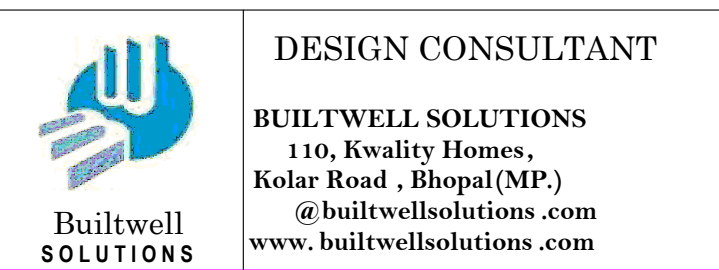 Builtwell
SOLUTIONS
DESIGN CONSULTANT
BUILTWELL SOLUTIONS
110, Kwality Homes,
Kolar Road , Bhopal(MP.)
@builtwellsolutions .com
www. builtwellsolutions .com